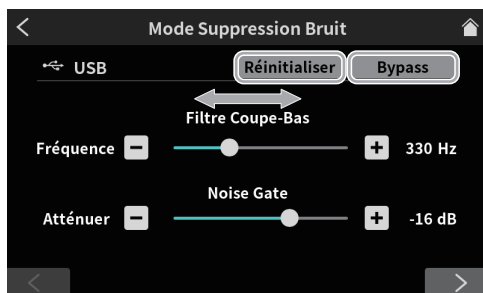 Mode Suppression Bruit
USB Réinitialiser Bypass
Filtre Coupe-Bas
Fréquence 330 Hz
Noise Gate
Atténuer -16 dB